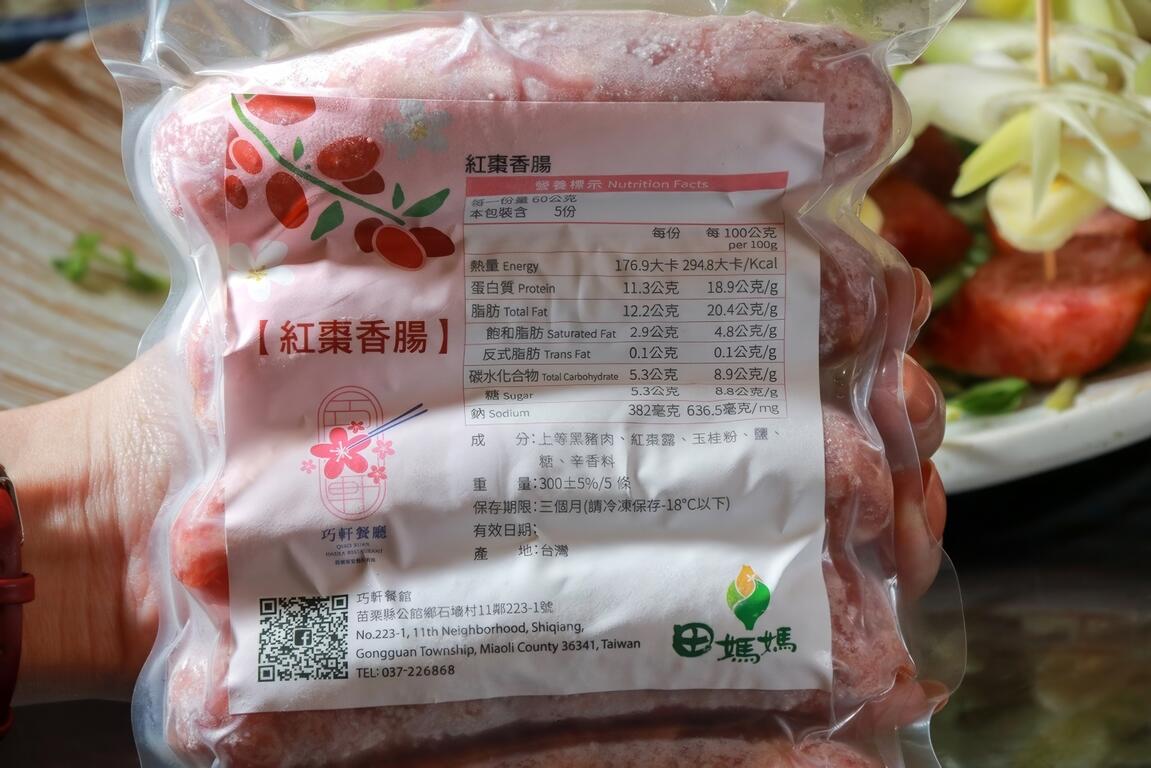 紅棗香腸
營養標示 Nutrition Facts
每一份量 60公克
本包裝含 5份
每份 每 100公克
per 100g
熱量 Energy 176.9大卡 294.8大卡/Kcal
蛋白質 Protein 11.3公克 18.9公克/g
脂肪 Total Fat 12.2公克 20.4公克/g
飽和脂肪 Saturated Fat 2.9公克 4.8公克/g
反式脂肪 Trans Fat 0.1公克 0.1公克/g
碳水化合物 Total Carbohydrate 5.3公克 8.9公克/g
糖 Sugar 5.3公克 8.8公克/g
鈉 Sodium 382毫克 636.5毫克/mg
【紅棗香腸】
成 分:上等黑豬肉、紅棗露、玉桂粉、鹽、
糖、辛香料
重 量:300±5%/5 條
保存期限:三個月(請冷凍保存-18°C以下)
有效日期:
產 地:台灣
巧軒餐廳
QIAO XUAN
HAKKA RESTAURANT
巧軒餐館
苗栗縣公館鄉石墻村11鄰223-1號
No.223-1, 11th Neighborhood, Shiqiang,
Gongguan Township, Miaoli County 36341, Taiwan
TEL: 037-226868
田媽媽